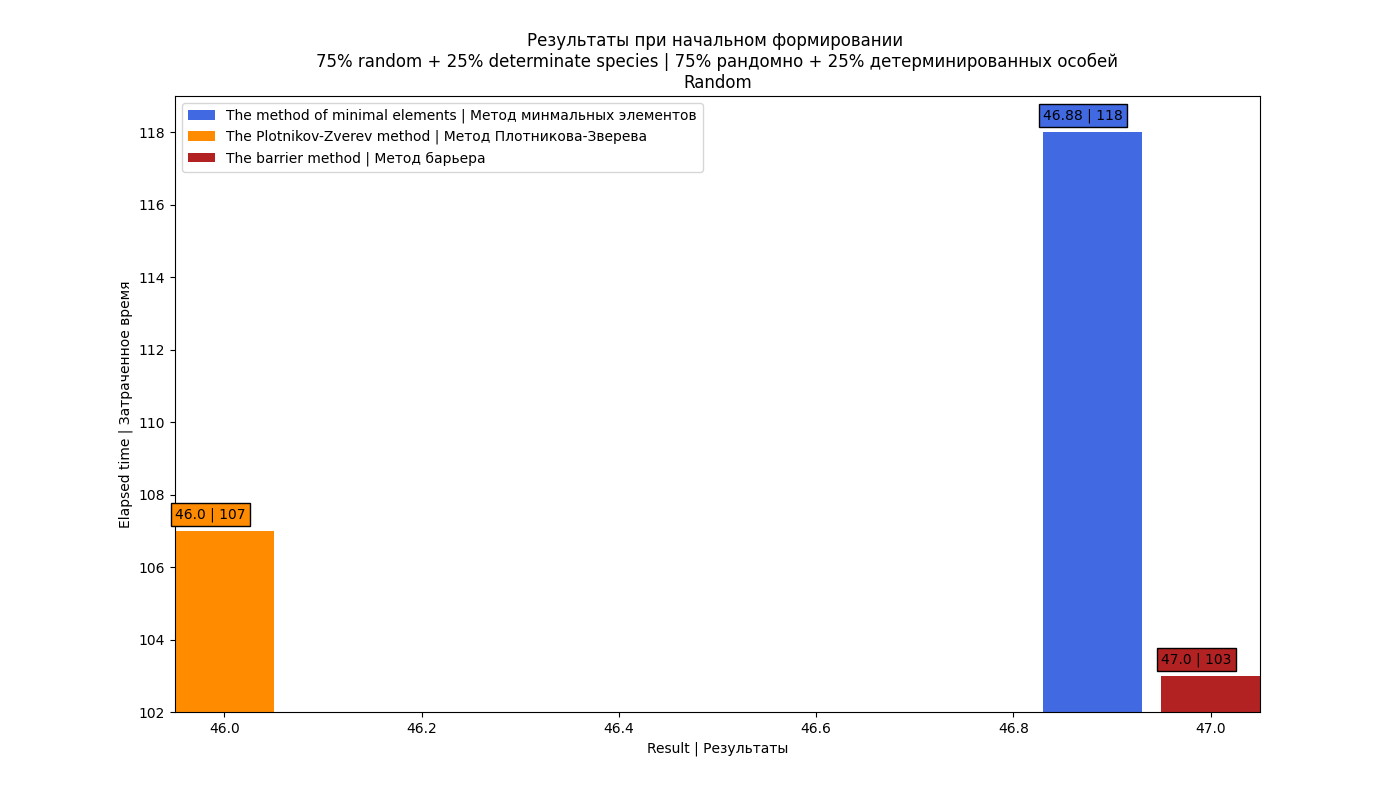 Результаты при начальном формировании
75% random + 25% determinate species | 75% рандомно + 25% детерминированных особей
Random
The method of minimal elements | Метод минмальных элементов
The Plotnikov-Zverev method | Метод Плотникова-Зверева
The barrier method | Метод барьера
46.88 | 118
46.0 | 107
47.0 | 103
Elapsed time | Затраченное время
118
116
114
112
110
108
106
104
102
46.0
46.2
46.4
46.6
46.8
47.0
Result | Результаты